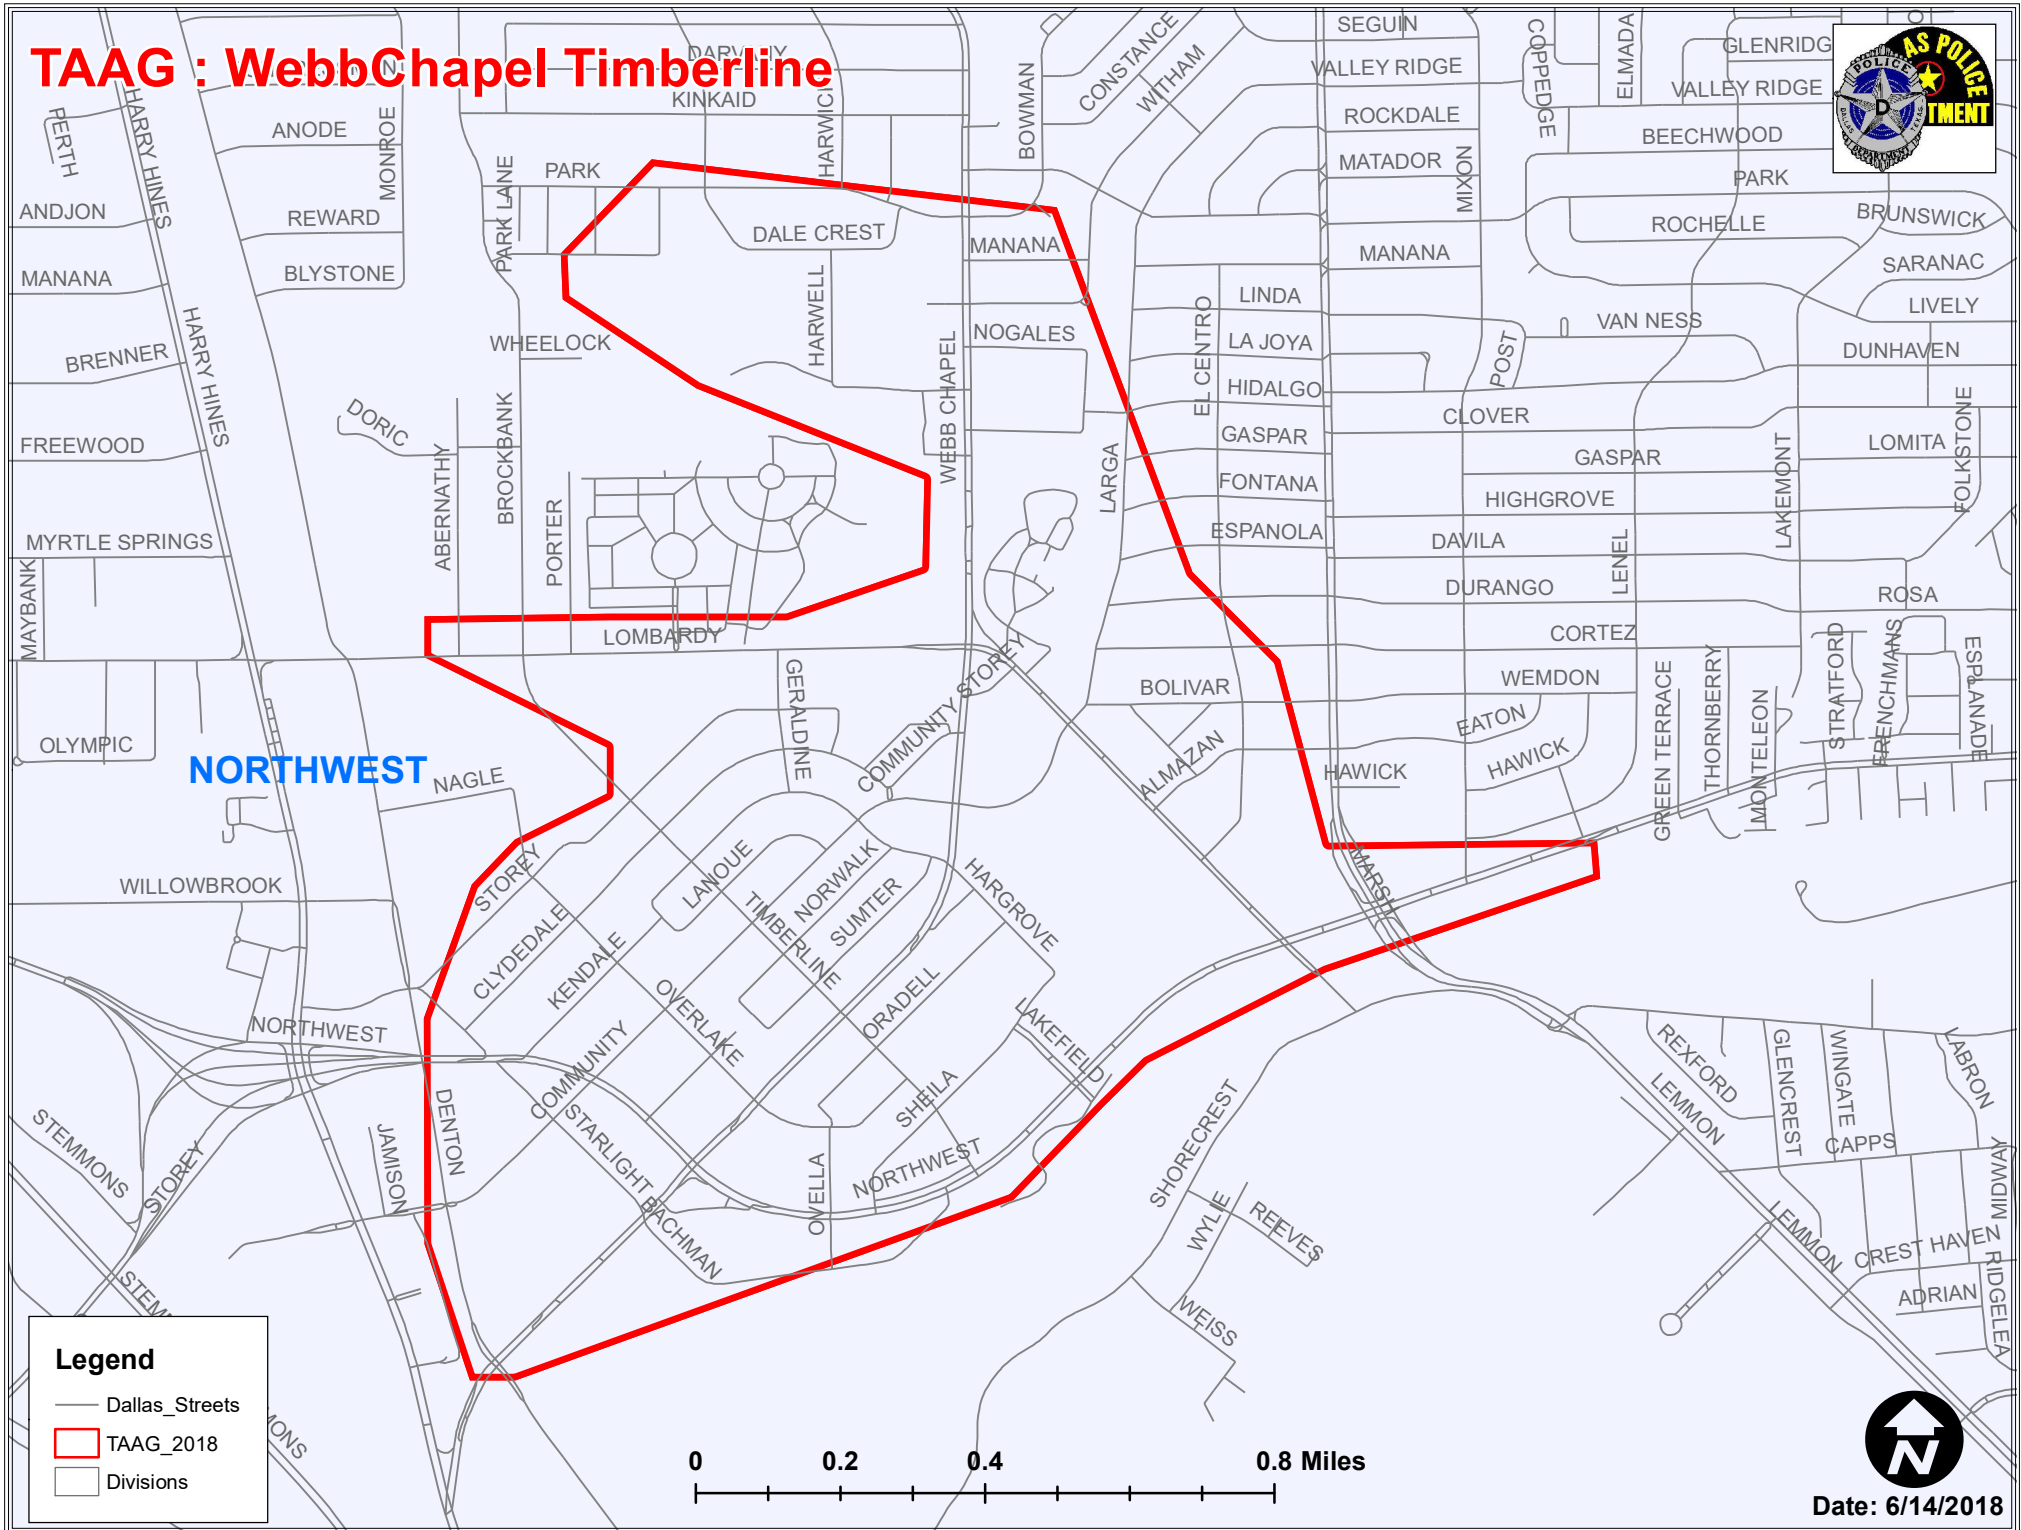 TAAG : WebbChapel Timberline
SEGUIN
COPPEDGE
ELMADA
CONSTANCE
WITHAM
BOWMAN
VALLEY RIDGE
VALLEY RIDGE
AS POLICE
TMENT
POLICE
D
DALLAS
TEXAS
DEPARTMENT
KINKAID
PERTH
HARRY HINES
ANODE
MONROE
ROCKDALE
BEECHWOOD
MATADOR
MIXON
PARK
PARK
PARK LANE
ANDJON
REWARD
DALE CREST
MANANA
MANANA
ROCHELLE
BRUNSWICK
SARANAC
MANANA
BLYSTONE
HARWELL
LINDA
EL CENTRO
LIVELY
VAN NESS
HARRY HINES
WHEELOCK
NOGALES
LA JOYA
POST
DUNHAVEN
BRENNER
WEBB CHAPEL
HIDALGO
CLOVER
DORIC
BROCKBANK
FOLKSTONE
FREEWOOD
ABERNATHY
LARGA
GASPAR
GASPAR
LAKEMONT
LOMITA
FONTANA
HIGHGROVE
PORTER
ESPANOLA
DAVILA
LENEL
MYRTLE SPRINGS
MAYBANK
DURANGO
ROSA
LOMBARDY
CORTEZ
STRATFORD
FRENCHMANS
ESPLANADE
GERALDINE
COMMUNITY
STOREY
BOLIVAR
WEMDON
GREEN TERRACE
THORNBERRY
MONTELEON
EATON
OLYMPIC
NORTHWEST
ALMAZAN
HAWICK
HAWICK
NAGLE
WILLOWBROOK
STOREY
LANOUE
NORWALK
SUMTER
HARGROVE
MARSH
TIMBERLINE
CLYDEDALE
KENDALE
OVERLAKE
ORADELL
LAKEFIELD
NORTHWEST
COMMUNITY
REXFORD
GLENCREST
WINGATE
LABRON
LEMMON
DENTON
SHEILA
STARLIGHT
JAMISON
STEMMONS
STOREY
OVELLA
NORTHWEST
SHORECREST
CAPPS
MIDWAY
BACHMAN
WYLIE
REEVES
LEMMON
CREST HAVEN
ADRIAN
RIDGELEA
WEISS
Legend
Dallas_Streets
TAAG_2018
Divisions
0 0.2 0.4 0.8 Miles
N
Date: 6/14/2018